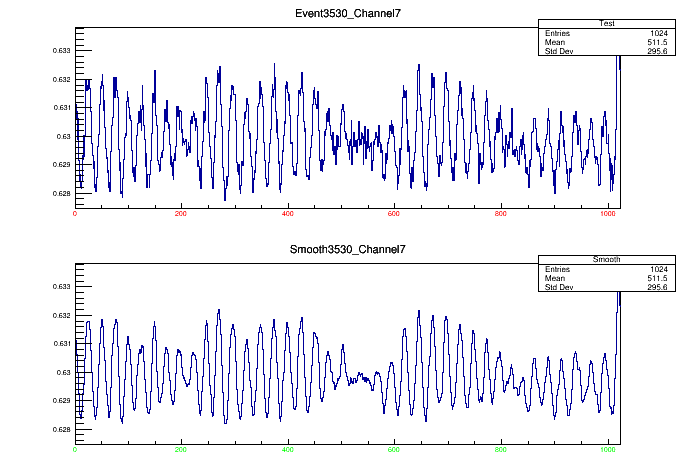 Event3530_Channel7
Test
Entries 1024
Mean 511.5
Std Dev 295.6
0.633
0.632
0.631
0.63
0.629
0.628
0 200 400 600 800 1000
Smooth3530_Channel7
Smooth
Entries 1024
Mean 511.5
Std Dev 295.6
0.633
0.632
0.631
0.63
0.629
0.628
0 200 400 600 800 1000